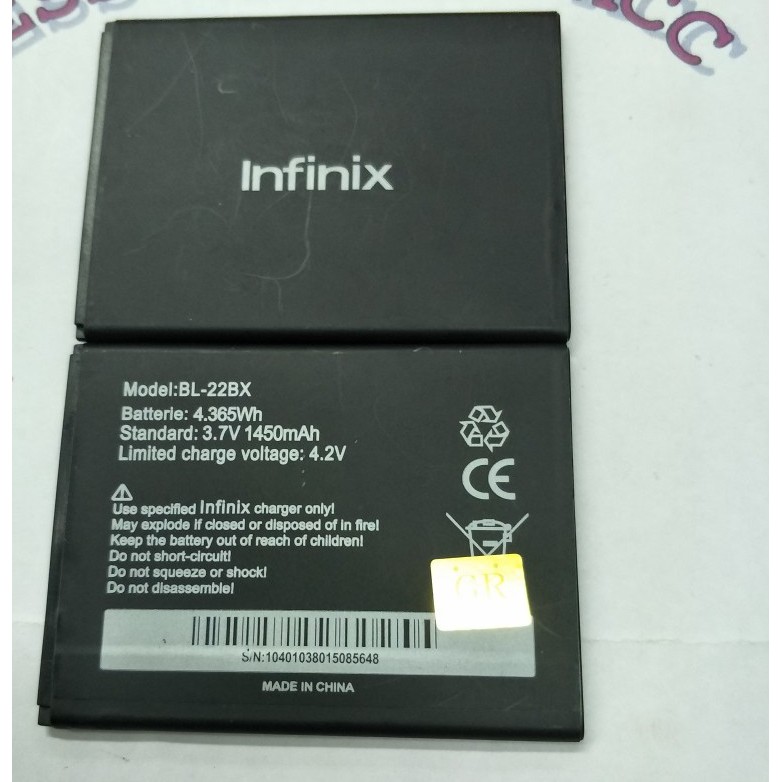 Infinix
Model:BL-22BX
Batterie: 4.365Wh
Standard: 3.7V 1450mAh
Limited charge voltage: 4.2V
Use specified Infinix charger only!
May explode if closed or disposed of in fire!
Keep the battery out of reach of children!
Do not short-circuit!
Do not squeeze or shock!
Do not disassemble!
CE
GR
S/N:10401038015085648
MADE IN CHINA